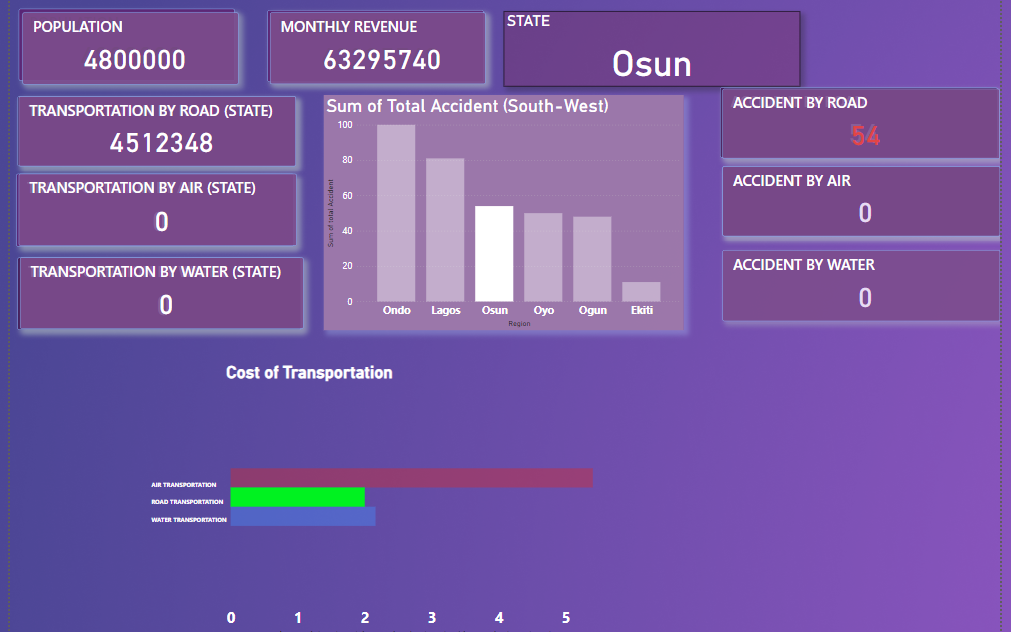 POPULATION
4800000
MONTHLY REVENUE
63295740
STATE
Osun
TRANSPORTATION BY ROAD (STATE)
4512348
TRANSPORTATION BY AIR (STATE)
0
TRANSPORTATION BY WATER (STATE)
0
Sum of Total Accident (South-West)
Sum of total Accident
100
80
60
40
20
0
Ondo Lagos Osun Oyo Ogun Ekiti
Region
ACCIDENT BY ROAD
54
ACCIDENT BY AIR
0
ACCIDENT BY WATER
0
Cost of Transportation
AIR TRANSPORTATION
ROAD TRANSPORTATION
WATER TRANSPORTATION
0 1 2 3 4 5